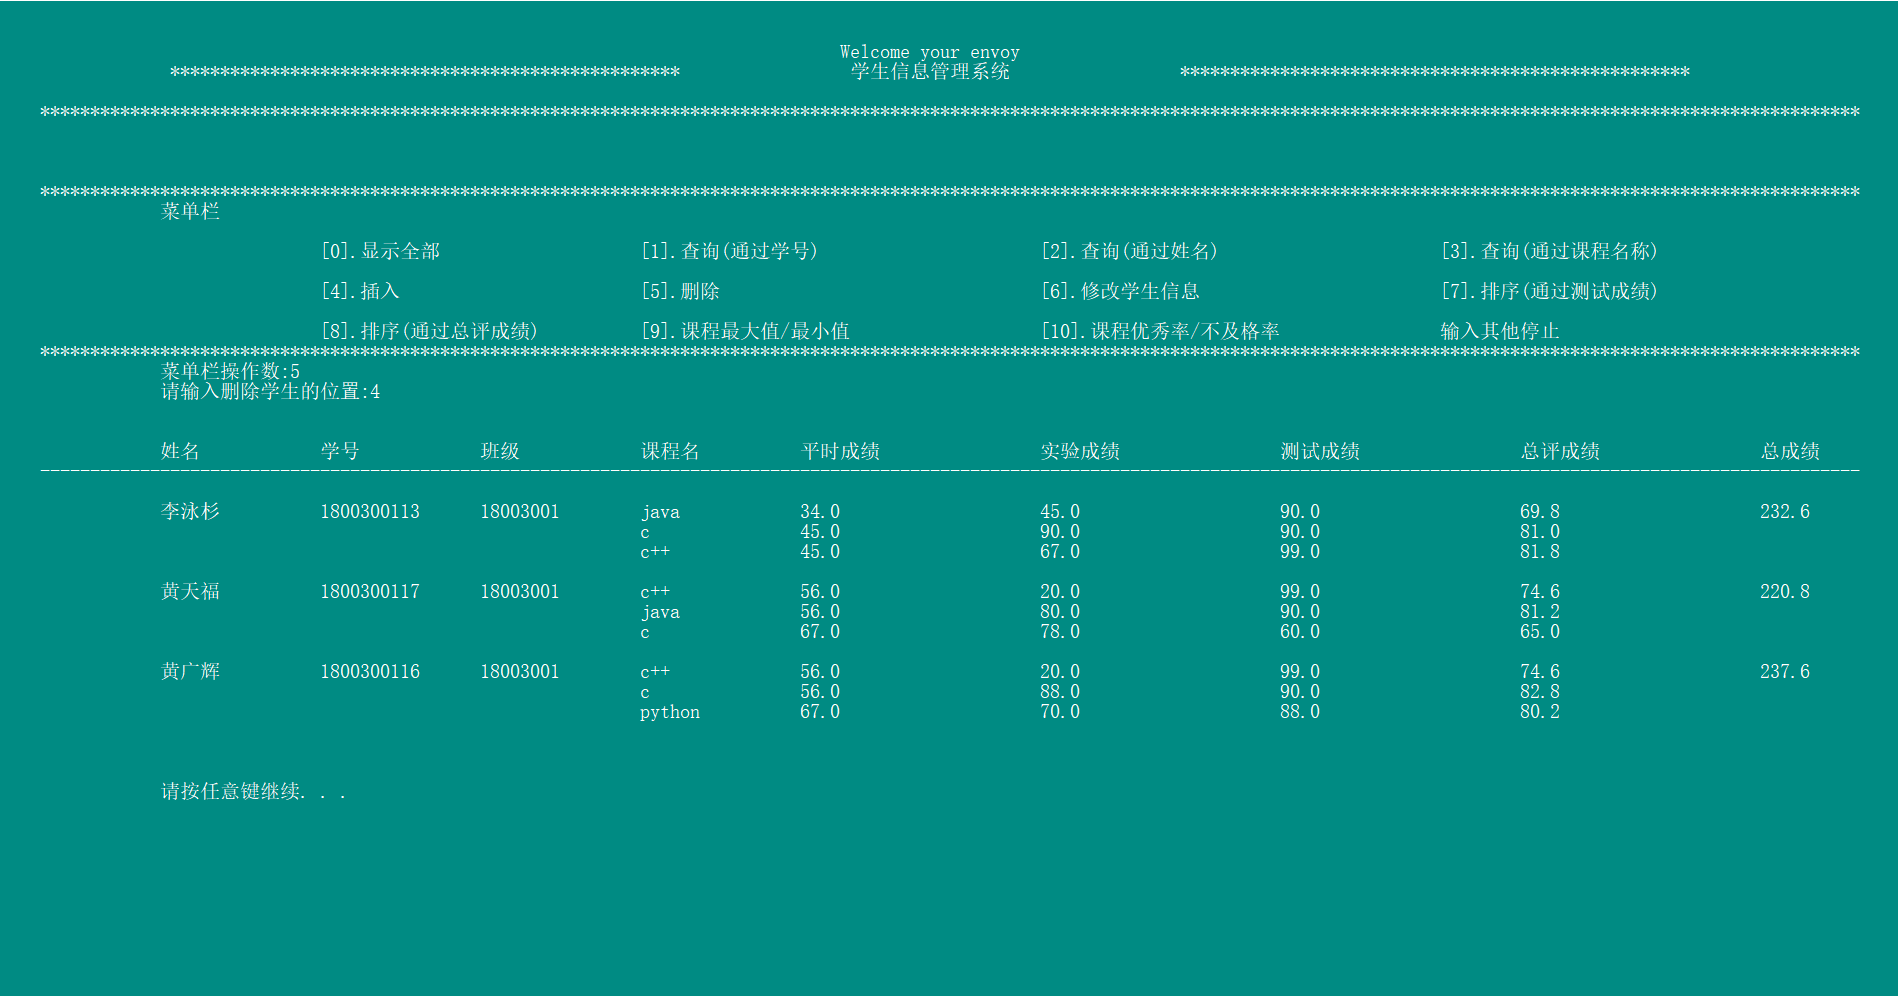 Welcome your envoy
*************************************************** 学生信息管理系统 ***************************************************
**************************************************************************************************************************************************************************************
**************************************************************************************************************************************************************************************
菜单栏
[0].显示全部 [1].查询(通过学号) [2].查询(通过姓名) [3].查询(通过课程名称)
[4].插入 [5].删除 [6].修改学生信息 [7].排序(通过测试成绩)
[8].排序(通过总评成绩) [9].课程最大值/最小值 [10].课程优秀率/不及格率 输入其他停止
**************************************************************************************************************************************************************************************
菜单栏操作数:5
请输入删除学生的位置:4
姓名 学号 班级 课程名 平时成绩 实验成绩 测试成绩 总评成绩 总成绩
--------------------------------------------------------------------------------------------------------------------------------------------------------------------------------------
李泳杉 1800300113 18003001 java 34.0 45.0 90.0 69.8 232.6
c 45.0 90.0 90.0 81.0
c++ 45.0 67.0 99.0 81.8
黄天福 1800300117 18003001 c++ 56.0 20.0 99.0 74.6 220.8
java 56.0 80.0 90.0 81.2
c 67.0 78.0 60.0 65.0
黄广辉 1800300116 18003001 c++ 56.0 20.0 99.0 74.6 237.6
c 56.0 88.0 90.0 82.8
python 67.0 70.0 88.0 80.2
请按任意键继续. . .